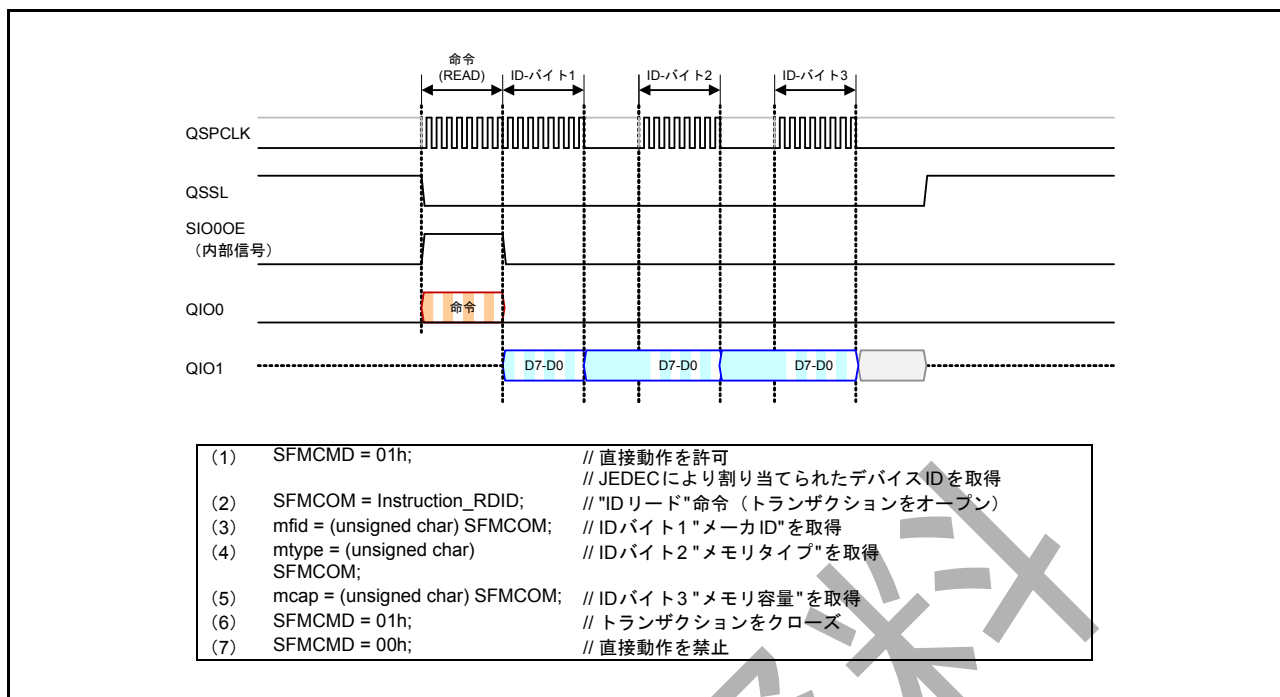 命令
(READ) ID-バイト1 ID-バイト2 ID-バイト3
QSPCLK
QSSL
SIO0OE
（内部信号）
QIO0 命令
QIO1 D7-D0 D7-D0 D7-D0
（1） SFMCMD = 01h; // 直接動作を許可
// JEDECにより割り当てられたデバイスIDを取得
（2） SFMCOM = Instruction_RDID; // "IDリード"命令（トランザクションをオープン）
（3） mfid = (unsigned char) SFMCOM; // IDバイト1 "メーカID"を取得
（4） mtype = (unsigned char) // IDバイト2 "メモリタイプ"を取得
SFMCOM;
（5） mcap = (unsigned char) SFMCOM; // IDバイト3 "メモリ容量"を取得
（6） SFMCMD = 01h; // トランザクションをクローズ
（7） SFMCMD = 00h; // 直接動作を禁止